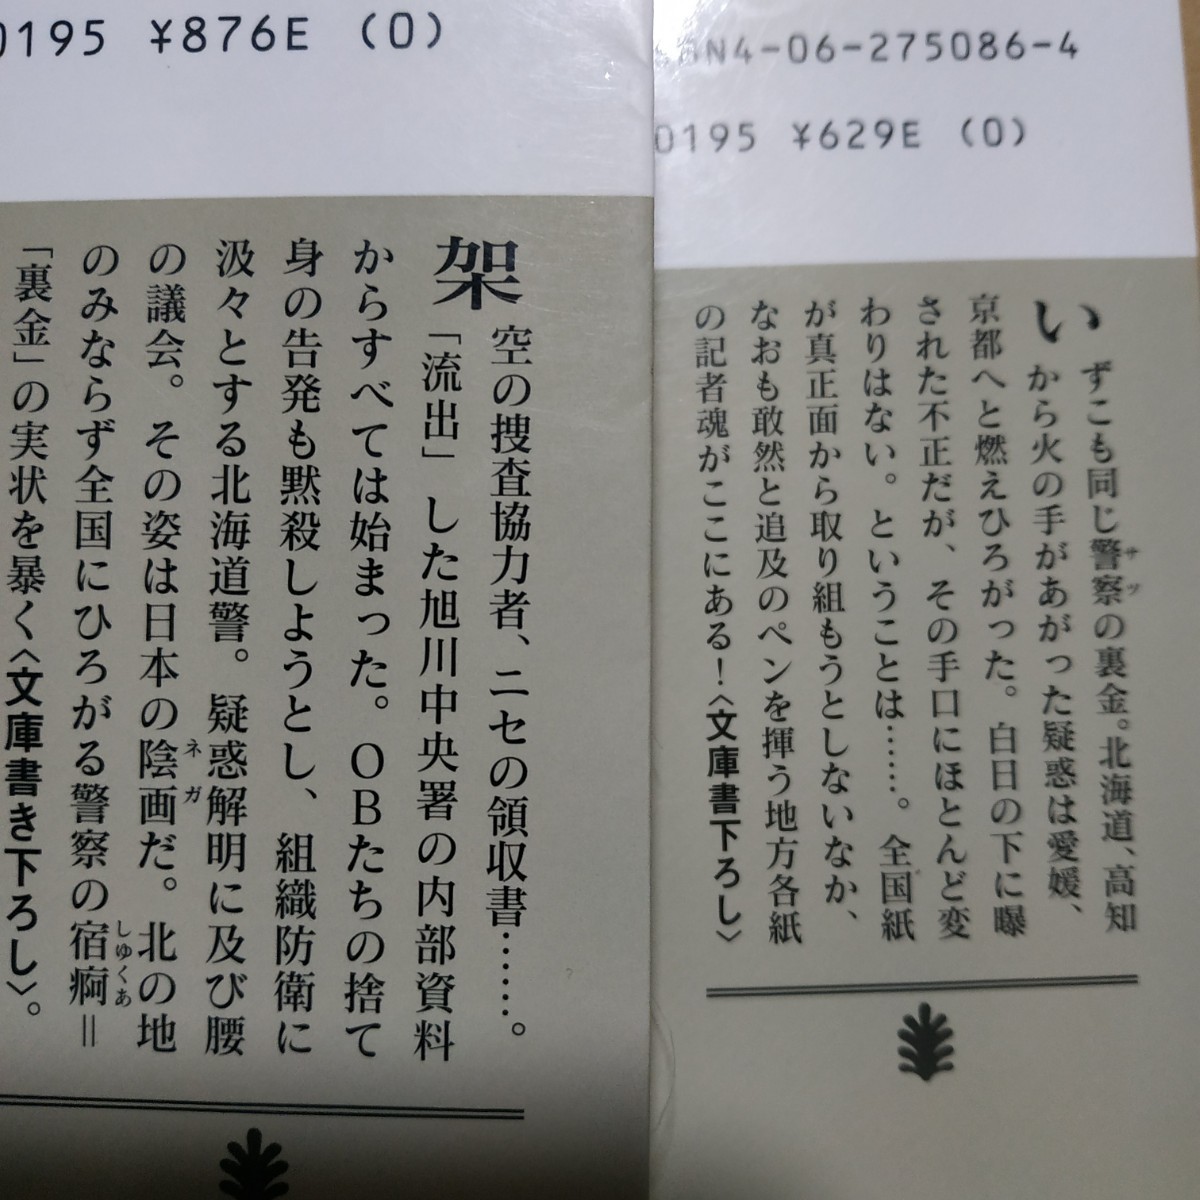 0195 ¥876E (0)
架空の捜査協力者、ニセの領収書……。
「流出」した旭川中央署の内部資料
からすべては始まった。OBたちの捨て
身の告発も黙殺しようとし、組織防衛に
汲々とする北海道警。疑惑解明に及び腰
の議会。その姿は日本の陰画だ。北の地
ネガ
のみならず全国にひろがる警察の宿痾=
しゅくあ
「裏金」の実状を暴く〈文庫書き下ろし〉。
BN4-06-275086-4
0195 ¥629E (0)
いずこも同じ警察の裏金。北海道、高知
サツ
から火の手があがった疑惑は愛媛、
京都へと燃えひろがった。白日の下に曝
された不正だが、その手口にほとんど変
わりはない。ということは……。全国紙
が真正面から取り組もうとしないなか、
なおも敢然と追及のペンを揮う地方各紙
の記者魂がここにある!〈文庫書下ろし〉